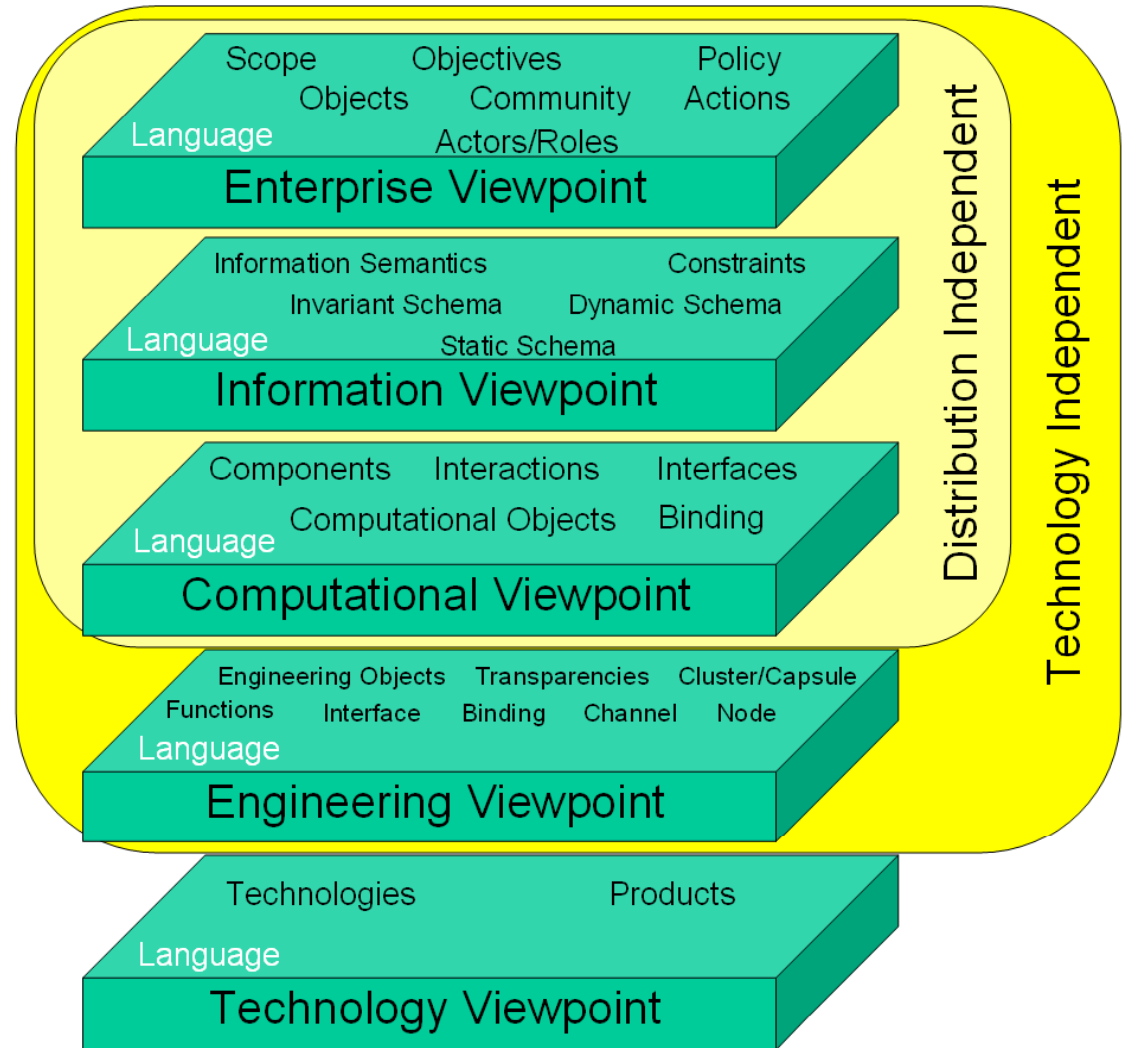 Scope Objectives Policy
Objects Community Actions
Language Actors/Roles
Enterprise Viewpoint
Information Semantics Constraints
Invariant Schema Dynamic Schema
Language Static Schema
Information Viewpoint
Components Interactions Interfaces
Computational Objects Binding
Language
Computational Viewpoint
Distribution Independent
Engineering Objects Transparencies Cluster/Capsule
Functions Interface Binding Channel Node
Language
Engineering Viewpoint
Technology Independent
Technologies Products
Language
Technology Viewpoint